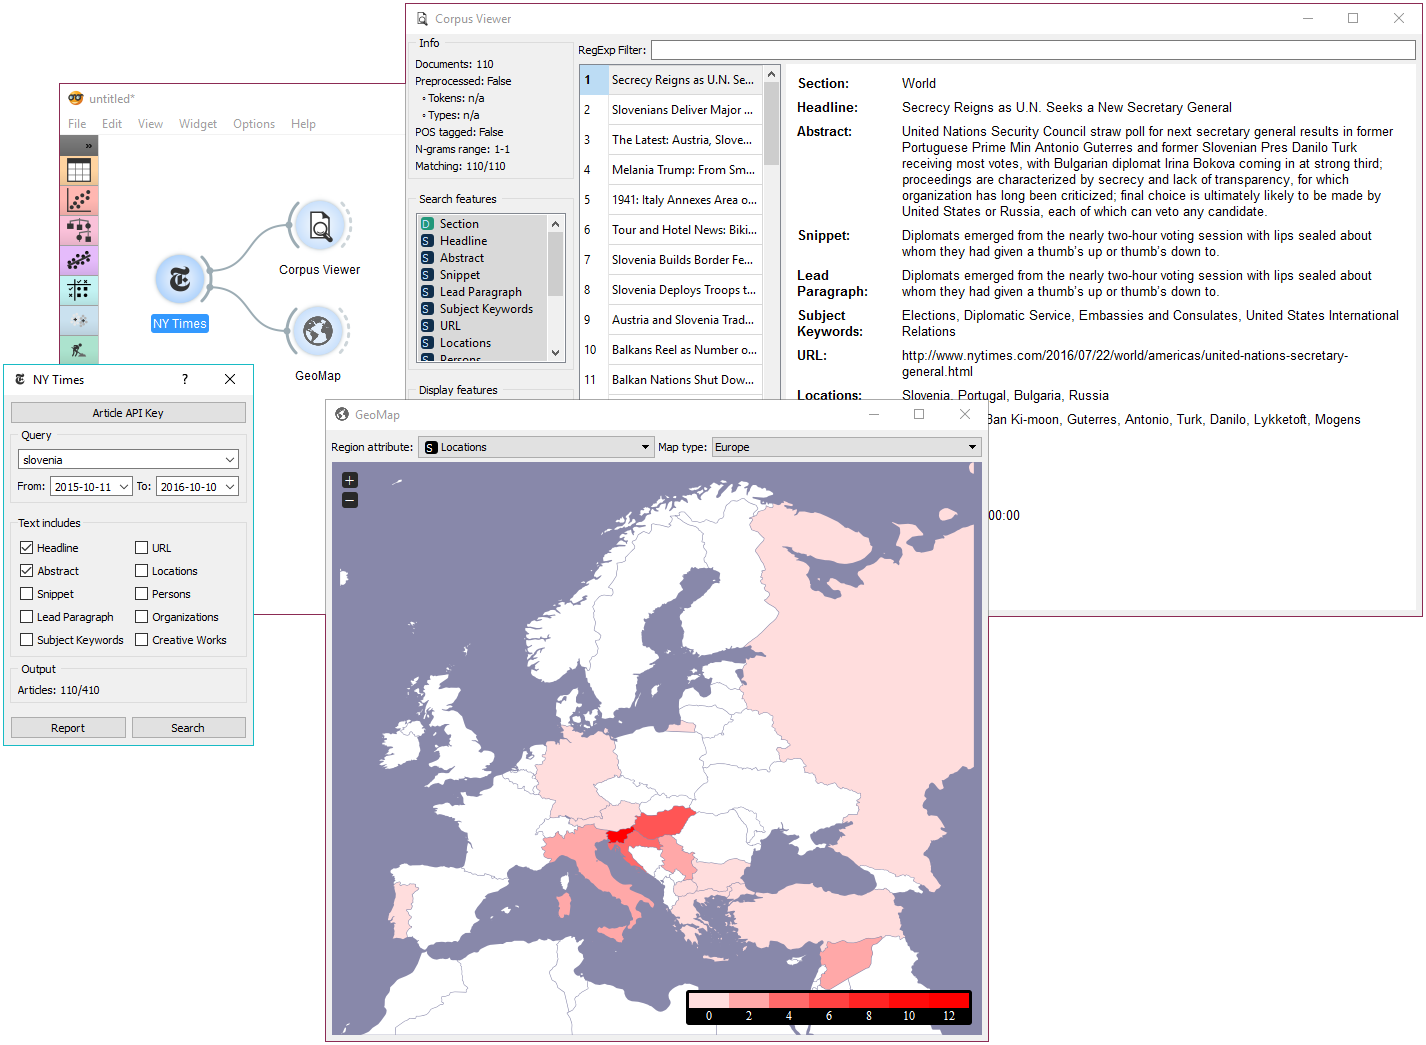 Corpus Viewer
Info
Documents: 110
Preprocessed: False
◦ Tokens: n/a
◦ Types: n/a
POS tagged: False
N-grams range: 1-1
Matching: 110/110
Search features
D Section
S Headline
S Abstract
S Snippet
S Lead Paragraph
S Subject Keywords
S URL
S Locations
S Persons
Display features
RegExp Filter:
1 Secrecy Reigns as U.N. Se...
2 Slovenians Deliver Major ...
3 The Latest: Austria, Slove...
4 Melania Trump: From Sm...
5 1941: Italy Annexes Area o...
6 Tour and Hotel News: Biki...
7 Slovenia Builds Border Fe...
8 Slovenia Deploys Troops t...
9 Austria and Slovenia Trad...
10 Balkans Reel as Number o...
11 Balkan Nations Shut Dow...
Section: World
Headline: Secrecy Reigns as U.N. Seeks a New Secretary General
Abstract: United Nations Security Council straw poll for next secretary general results in former
Portuguese Prime Min Antonio Guterres and former Slovenian Pres Danilo Turk
receiving most votes, with Bulgarian diplomat Irina Bokova coming in at strong third;
proceedings are characterized by secrecy and lack of transparency, for which
organization has long been criticized; final choice is ultimately likely to be made by
United States or Russia, each of which can veto any candidate.
Snippet: Diplomats emerged from the nearly two-hour voting session with lips sealed about
whom they had given a thumb's up or thumb's down to.
Lead Paragraph: Diplomats emerged from the nearly two-hour voting session with lips sealed about
whom they had given a thumb's up or thumb's down to.
Subject Keywords: Elections, Diplomatic Service, Embassies and Consulates, United States International
Relations
URL: http://www.nytimes.com/2016/07/22/world/americas/united-nations-secretary-
general.html
Locations: Slovenia, Portugal, Bulgaria, Russia
Ban Ki-moon, Guterres, Antonio, Turk, Danilo, Lykketoft, Mogens
00:00
untitled*
File Edit View Widget Options Help
»
NY Times
Corpus Viewer
GeoMap
NY Times ?
Article API Key
Query
slovenia
From: 2015-10-11 To: 2016-10-10
Text includes
Headline URL
Abstract Locations
Snippet Persons
Lead Paragraph Organizations
Subject Keywords Creative Works
Output
Articles: 110/410
Report Search
GeoMap
Region attribute: S Locations Map type: Europe
+
−
0 2 4 6 8 10 12